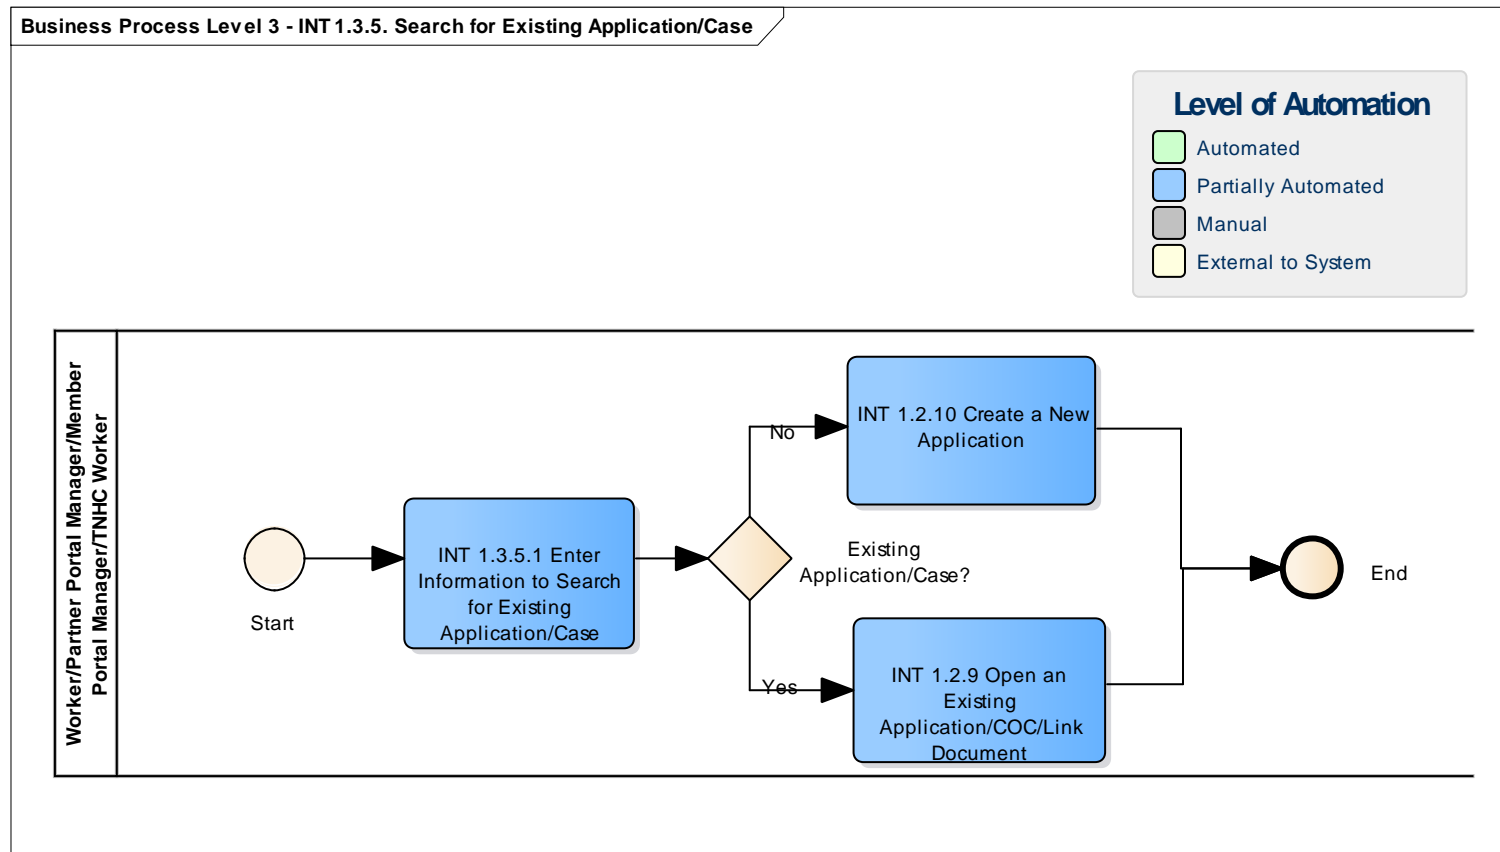 Business Process Level 3 - INT 1.3.5. Search for Existing Application/Case
Level of Automation
Automated
Partially Automated
Manual
External to System
Worker/Partner Portal Manager/Member
Portal Manager/TNHC Worker
Start
INT 1.3.5.1 Enter
Information to Search
for Existing
Application/Case
Existing
Application/Case?
No
INT 1.2.10 Create a New
Application
Yes
INT 1.2.9 Open an
Existing
Application/COC/Link
Document
End